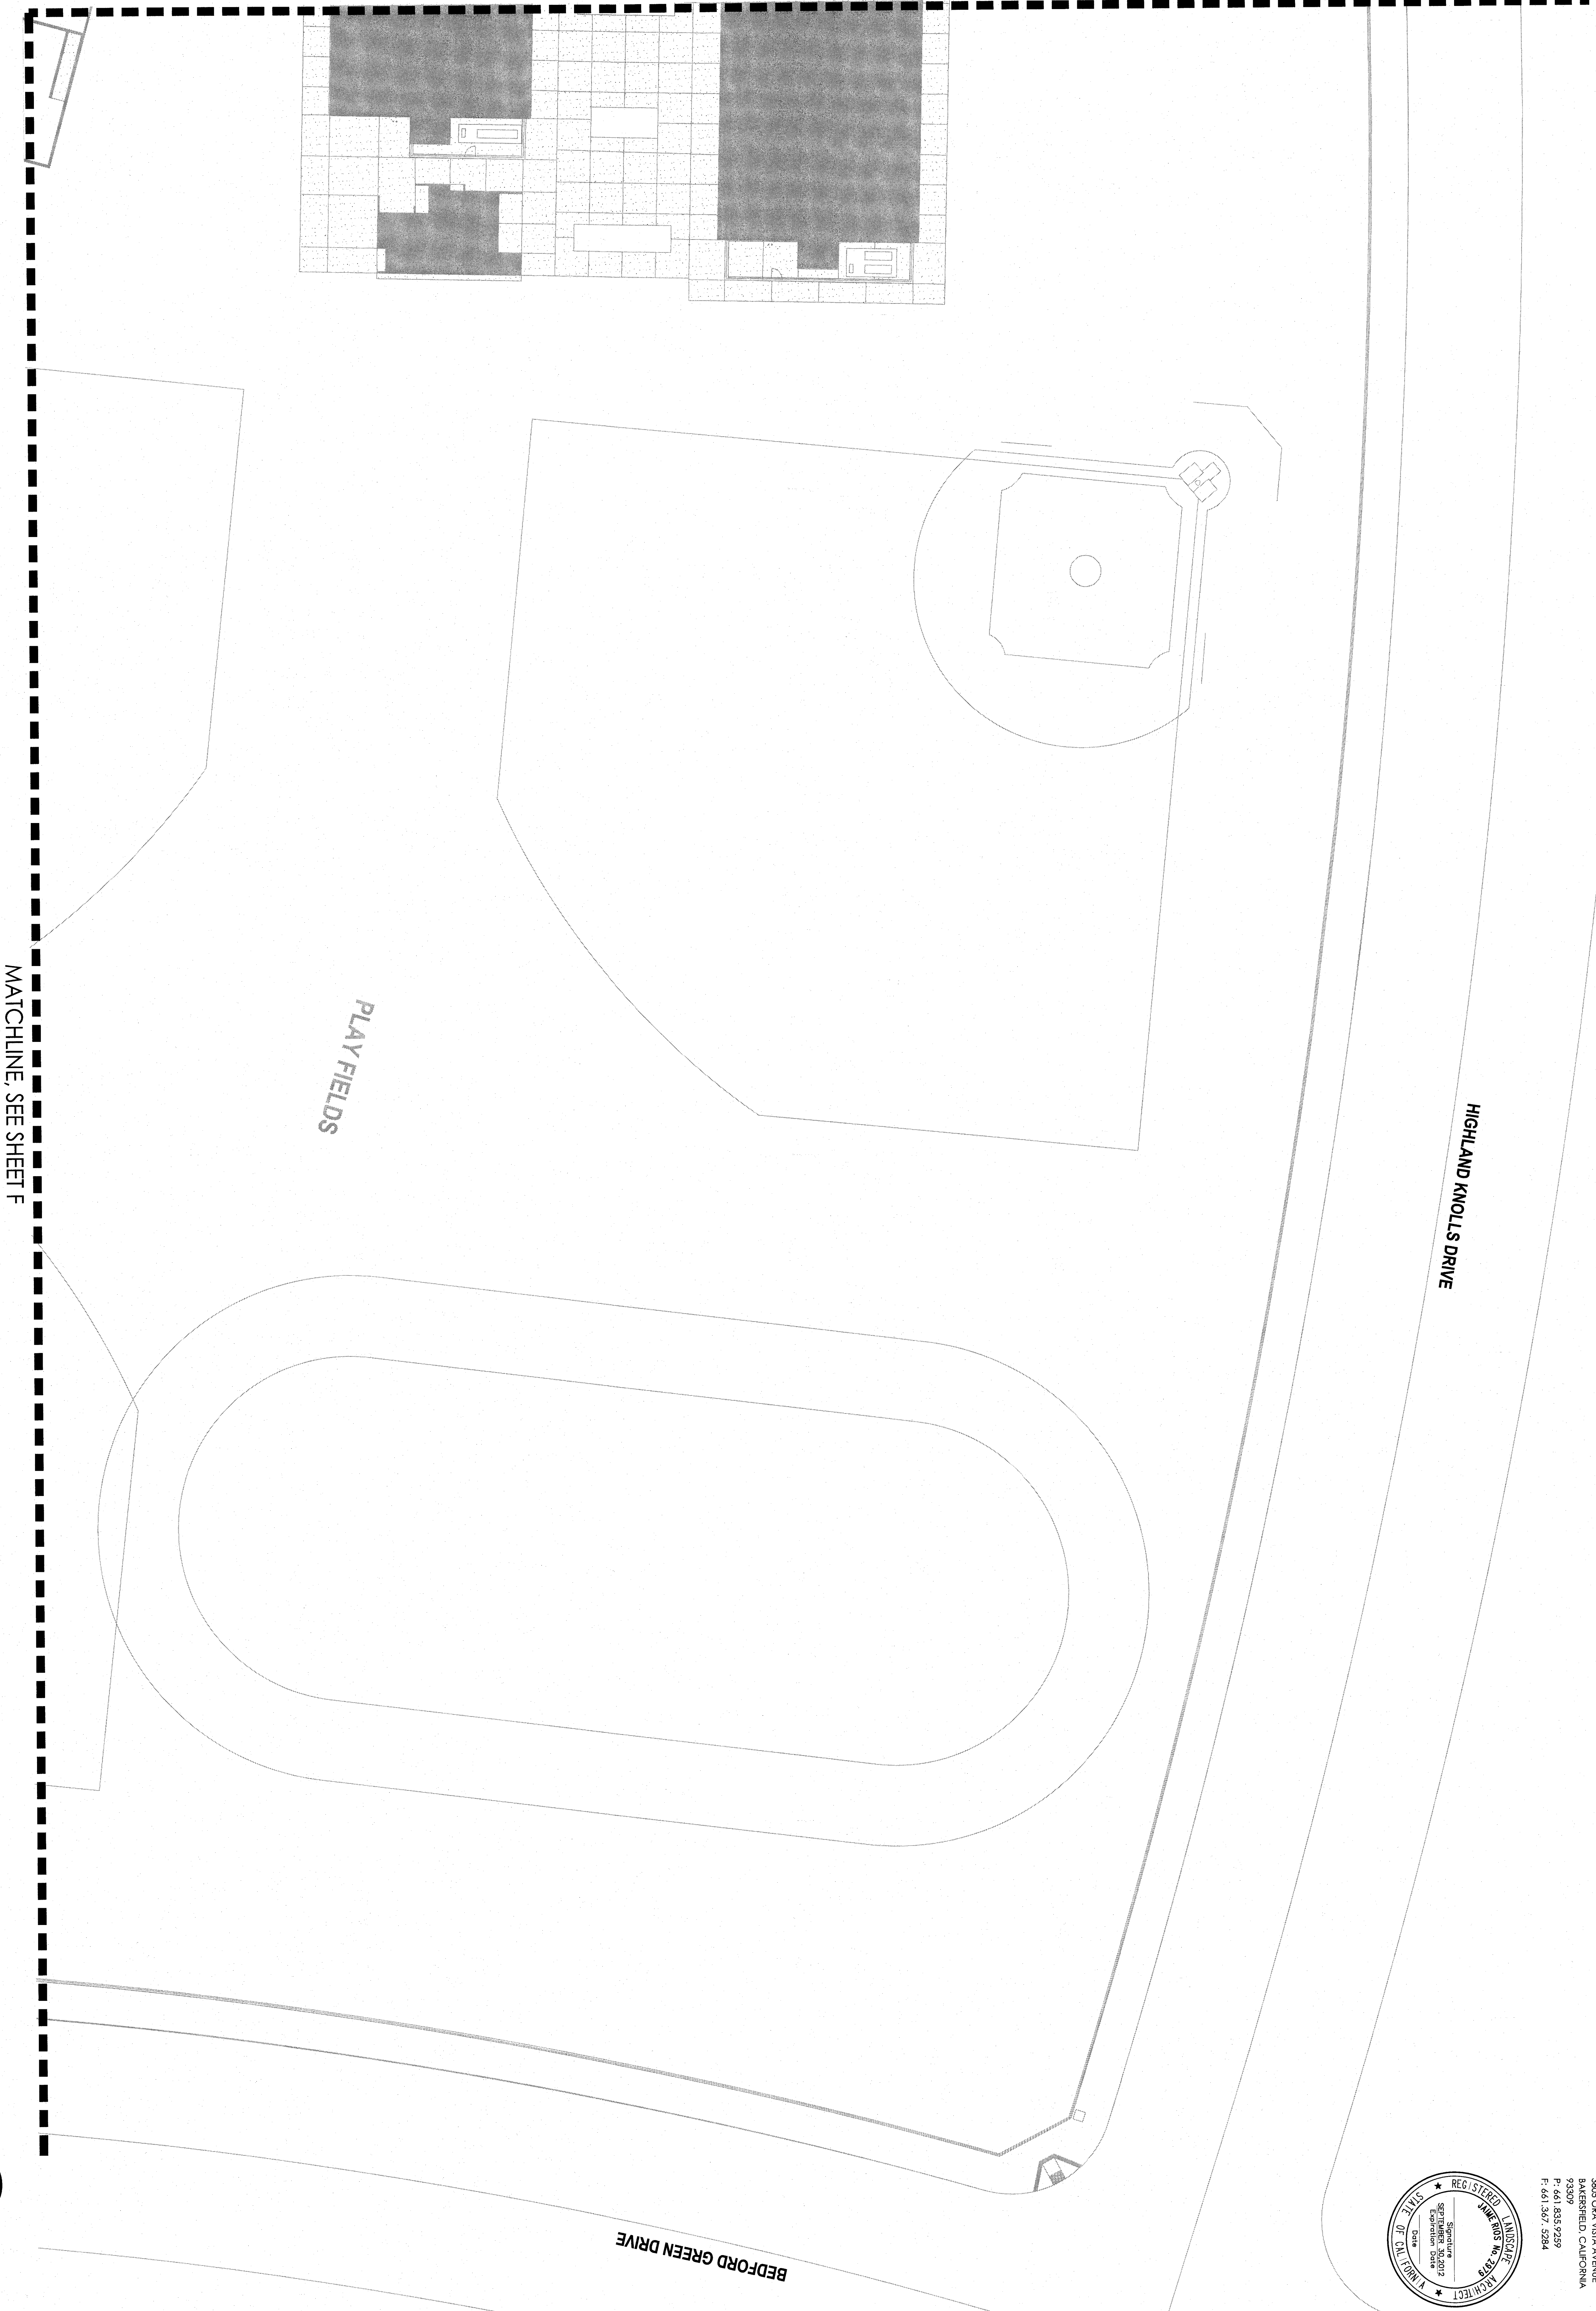 MATCHLINE, SEE SHEET F
PLAY FIELDS
HIGHLAND KNOLLS DRIVE
BEDFORD GREEN DRIVE
BAKERSFIELD, CALIFORNIA
93309
P: 661.835.9259
F: 661.367. 5284
REGISTERED LANDSCAPE ARCHITECT
JAIME RIOS No. 2979
Signature
SEPTEMBER 30,2012
Expiration Date
Date
STATE OF CALIFORNIA